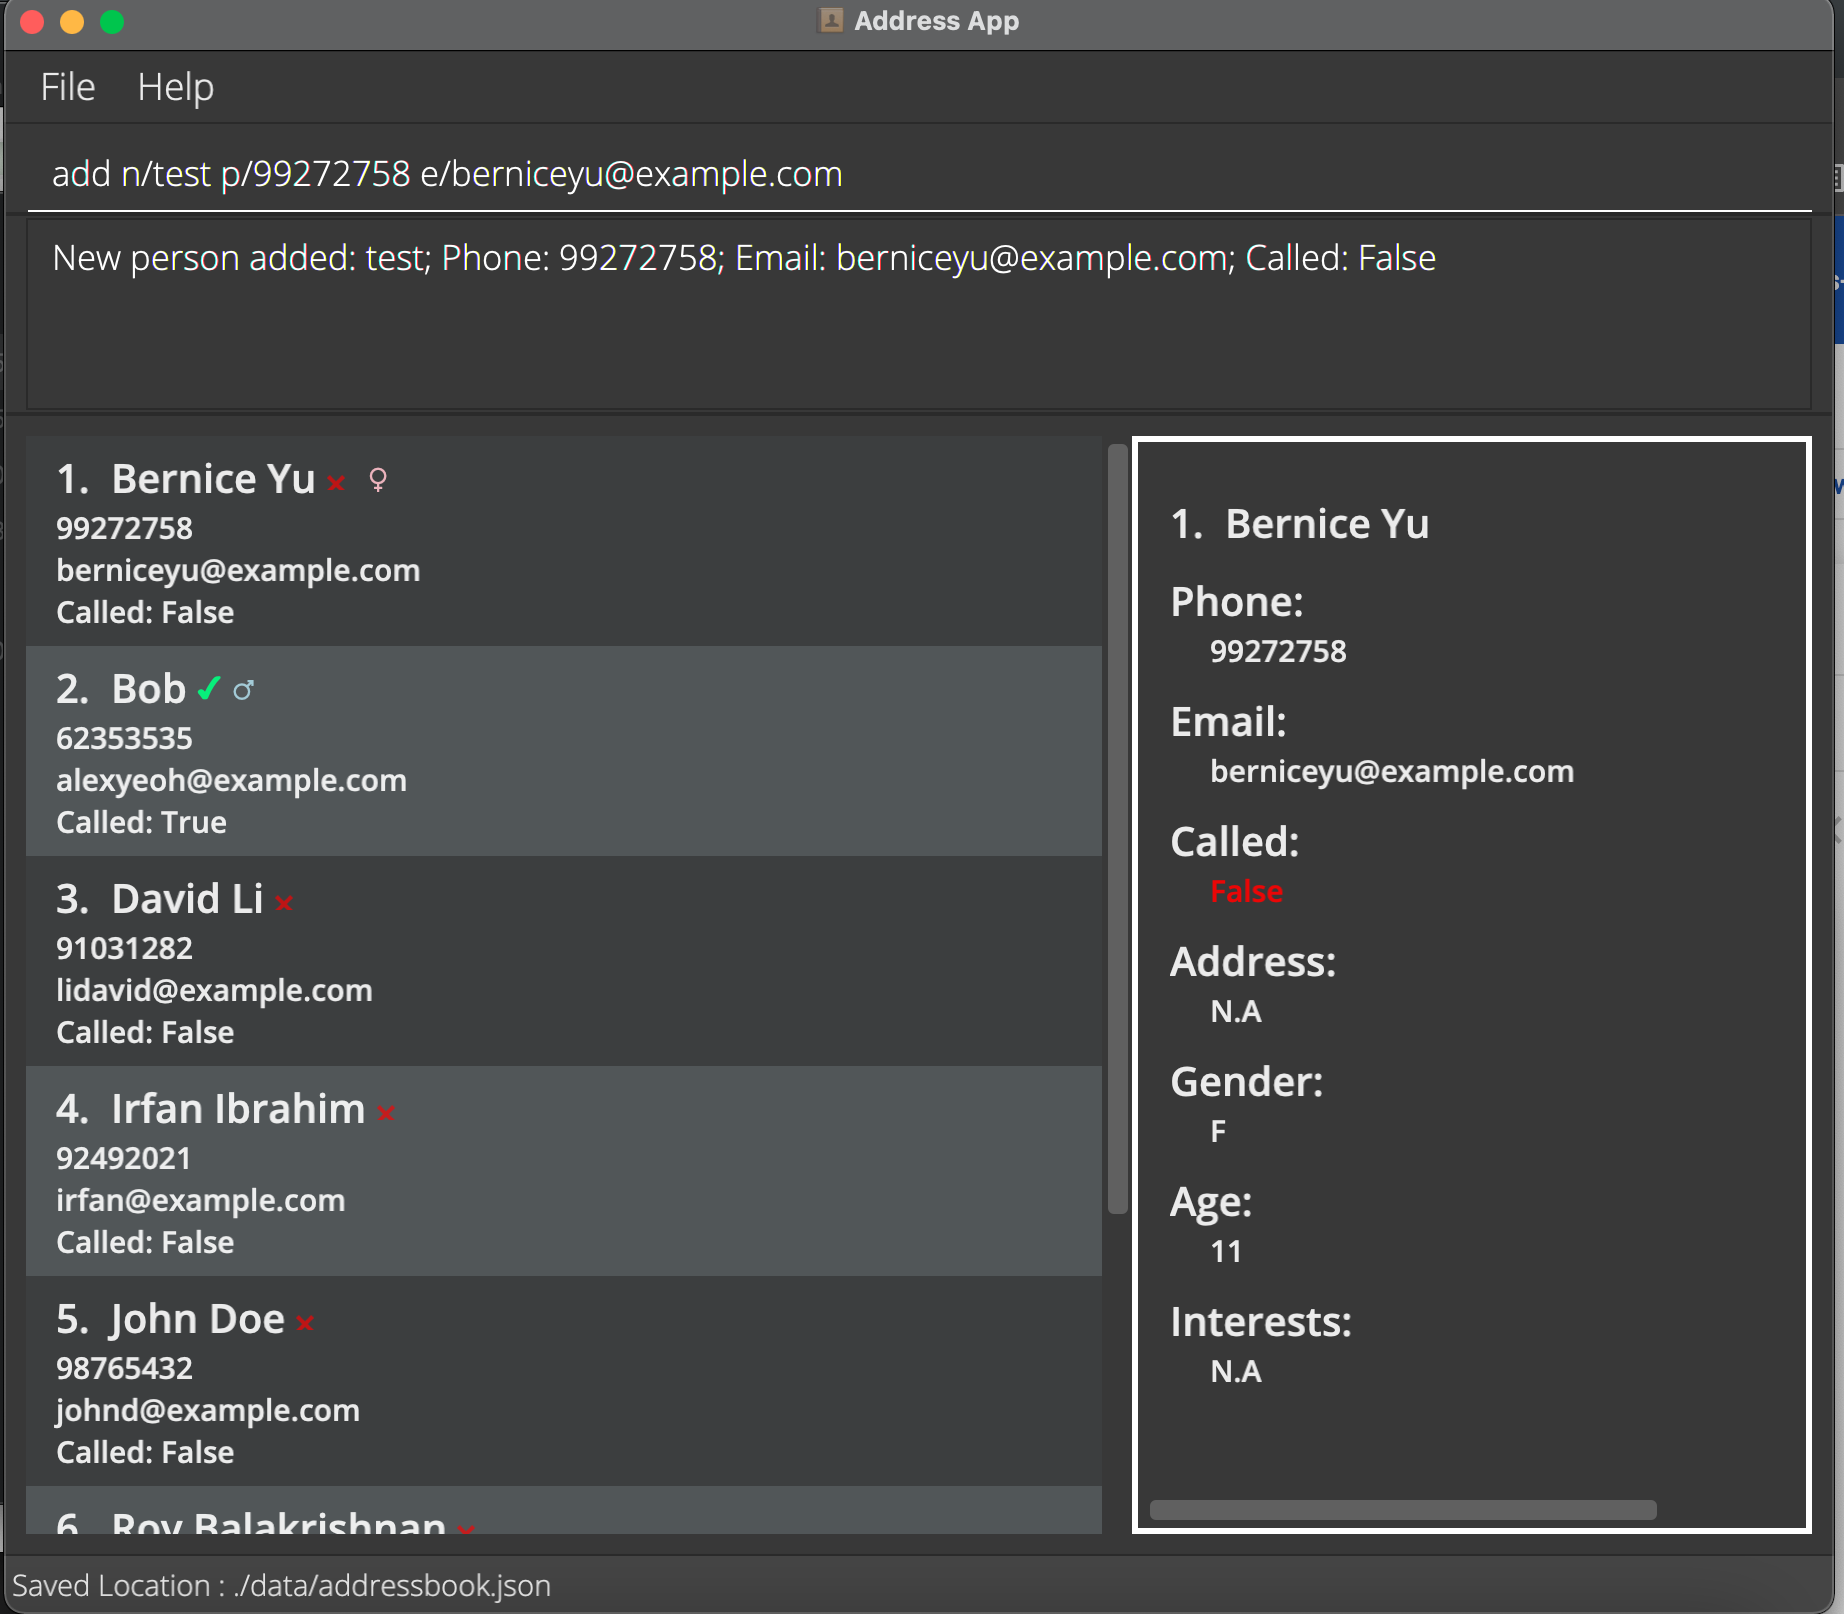 Address App
File Help
add n/test p/99272758 e/berniceyu@example.com
New person added: test; Phone: 99272758; Email: berniceyu@example.com; Called: False
1. Bernice Yu × ♀
99272758
berniceyu@example.com
Called: False
2. Bob ✓ ♂
62353535
alexyeoh@example.com
Called: True
3. David Li ×
91031282
lidavid@example.com
Called: False
4. Irfan Ibrahim ×
92492021
irfan@example.com
Called: False
5. John Doe ×
98765432
johnd@example.com
Called: False
6. Roy Balakrishnan ×
1. Bernice Yu
Phone:
99272758
Email:
berniceyu@example.com
Called:
False
Address:
N.A
Gender:
F
Age:
11
Interests:
N.A
Saved Location : ./data/addressbook.json